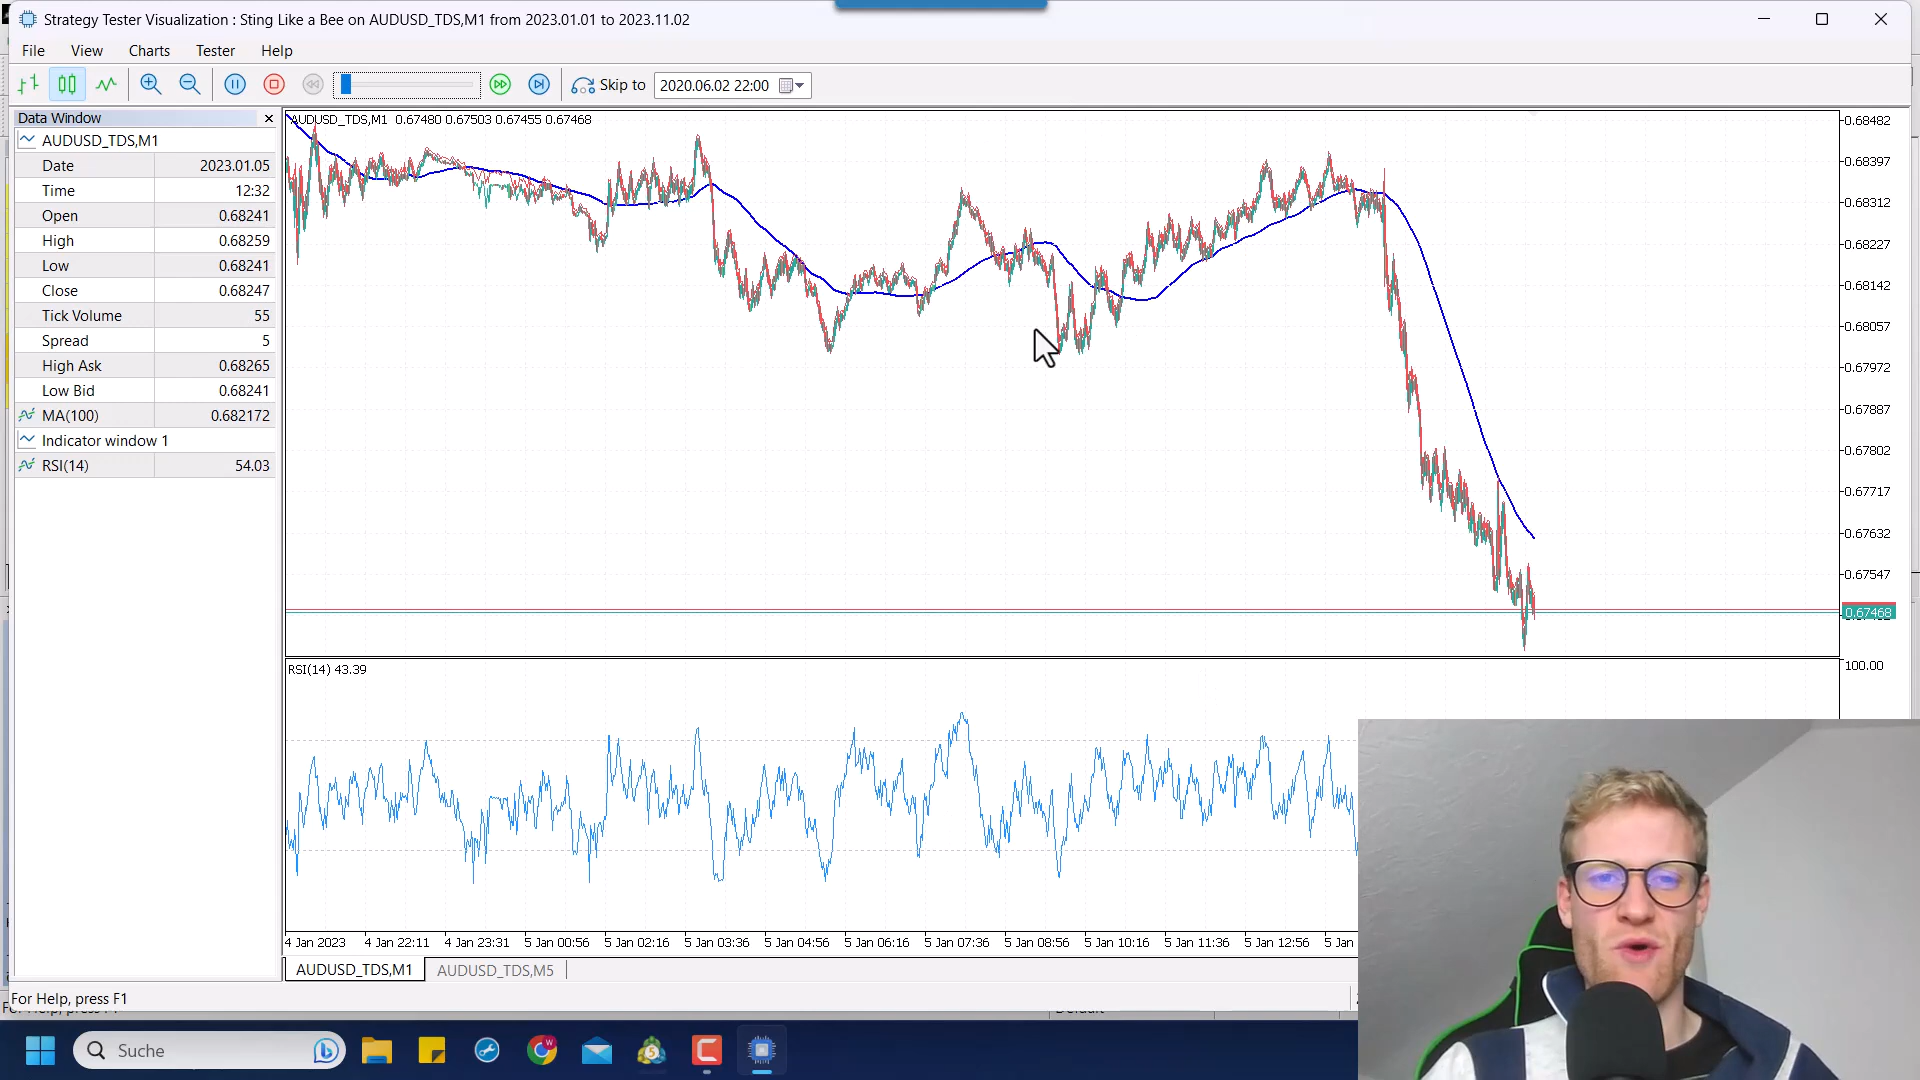 Strategy Tester Visualization : Sting Like a Bee on AUDUSD_TDS,M1 from 2023.01.01 to 2023.11.02
File View Charts Tester Help
Skip to 2020.06.02 22:00
Data Window
AUDUSD_TDS,M1
Date 2023.01.05
Time 12:32
Open 0.68241
High 0.68259
Low 0.68241
Close 0.68247
Tick Volume 55
Spread 5
High Ask 0.68265
Low Bid 0.68241
MA(100) 0.682172
Indicator window 1
RSI(14) 54.03
AUDUSD_TDS,M1 0.67480 0.67503 0.67455 0.67468
0.68482
0.68397
0.68312
0.68227
0.68142
0.68057
0.67972
0.67887
0.67802
0.67717
0.67632
0.67547
0.67468
RSI(14) 43.39
100.00
4 Jan 2023 4 Jan 22:11 4 Jan 23:31 5 Jan 00:56 5 Jan 02:16 5 Jan 03:36 5 Jan 04:56 5 Jan 06:16 5 Jan 07:36 5 Jan 08:56 5 Jan 10:16 5 Jan 11:36 5 Jan 12:56 5 Jan
AUDUSD_TDS,M1 AUDUSD_TDS,M5
For Help, press F1
Suche